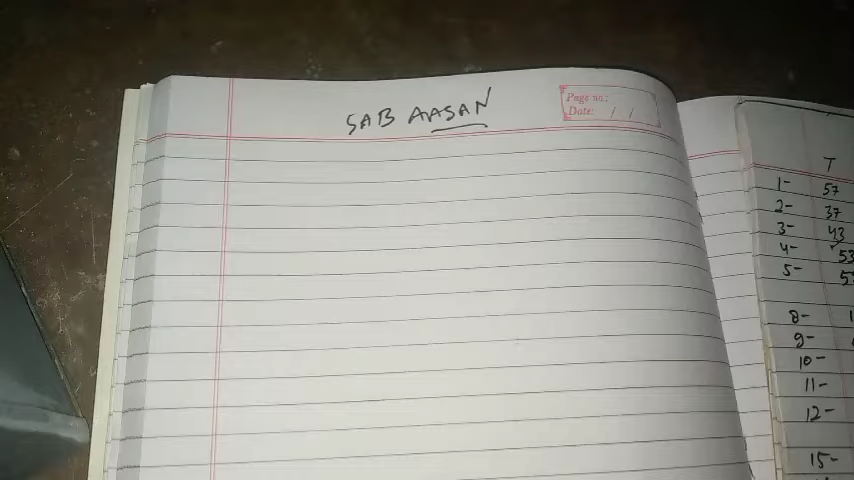 SAB AASAN
Page no.:
Date: / /
T
1- 57
2- 37
3- 43
4- 53
5-
8-
9-
10-
11-
12-
15-